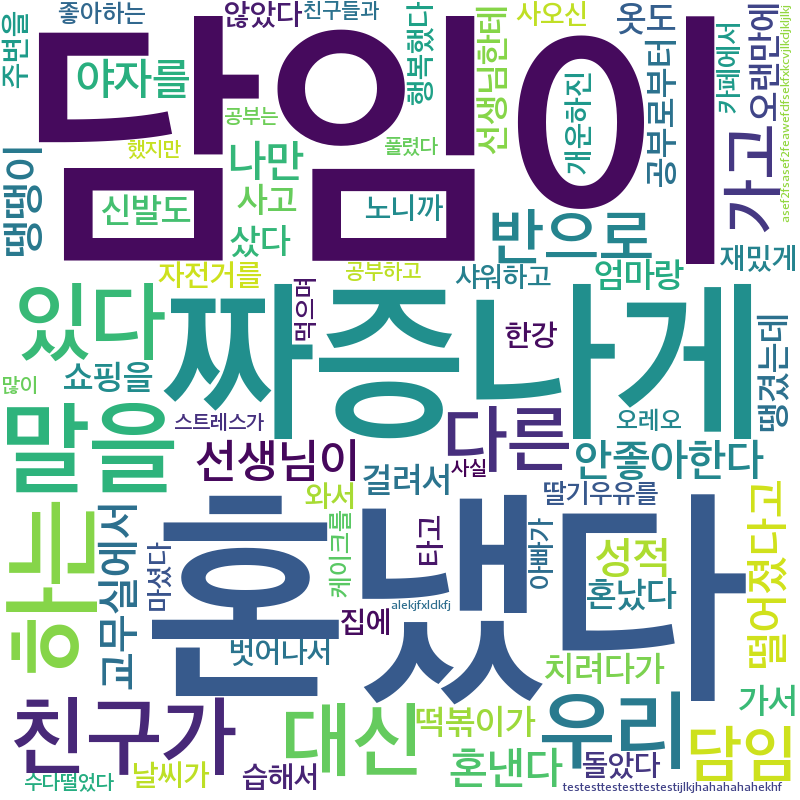 좋아하는
않았다
친구들과
사오신
옷도
오랜만에
asef2fsasef2feawefdfsekfxkcvjlkdjkljlkj
주변을
담임이
야자를
행복했다
선생님한테
공부로부터
카페에서
가고
공부는
했지만
나만
풀렸다
개운하진
땡땡이
신발도
사고
노니까
반으로
샀다
재밌게
자전거를
공부하고
샤워하고
엄마랑
있다
짜증나게
먹으며
한강
땡겼는데
쇼핑을
많이
말을
스트레스가
다른
오레오
선생님이
걸려서
사실
안좋아한다
하는
와서
딸기우유를
떨어졌다고
혼냈다
교무실에서
마셨다
케이크를
타고
아빠가
성적
alekjfxldkfj
혼났다
집에
벗어나서
치려다가
가서
친구가
대신
떡볶이가
우리
담임
수다떨었다
날씨가
습해서
혼낸다
돌았다
testesttestesttestestijlkjhahahahahekhf